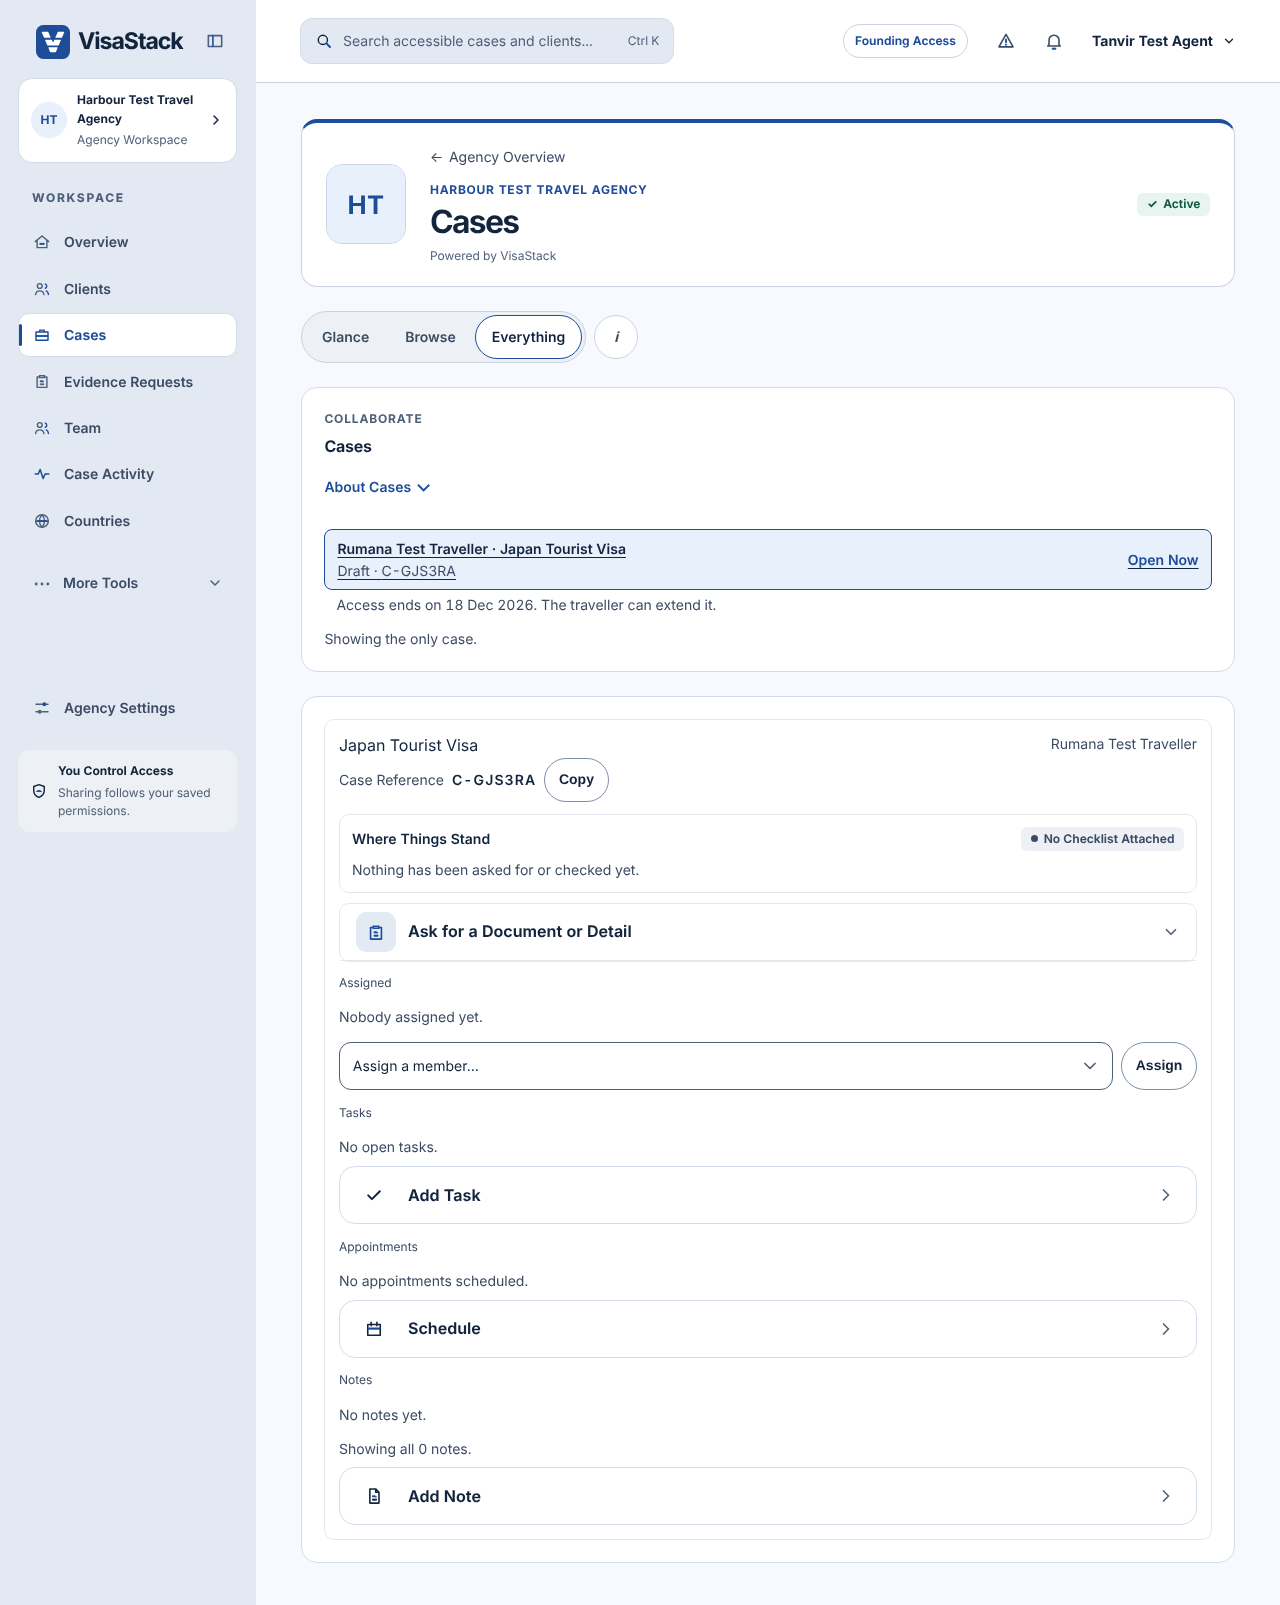 VisaStack
Search accessible cases and clients...
Ctrl K
Founding Access
Tanvir Test Agent
HT
Harbour Test Travel
Agency
Agency Workspace
WORKSPACE
Overview
Clients
Cases
Evidence Requests
Team
Case Activity
Countries
More Tools
Agency Settings
You Control Access
Sharing follows your saved
permissions.
← Agency Overview
HT
HARBOUR TEST TRAVEL AGENCY
Cases
Powered by VisaStack
Active
Glance
Browse
Everything
i
COLLABORATE
Cases
About Cases
Rumana Test Traveller · Japan Tourist Visa
Draft · C-GJS3RA
Open Now
Access ends on 18 Dec 2026. The traveller can extend it.
Showing the only case.
Japan Tourist Visa
Rumana Test Traveller
Case Reference C-GJS3RA Copy
Where Things Stand
No Checklist Attached
Nothing has been asked for or checked yet.
Ask for a Document or Detail
Assigned
Nobody assigned yet.
Assign a member...
Assign
Tasks
No open tasks.
Add Task
Appointments
No appointments scheduled.
Schedule
Notes
No notes yet.
Showing all 0 notes.
Add Note